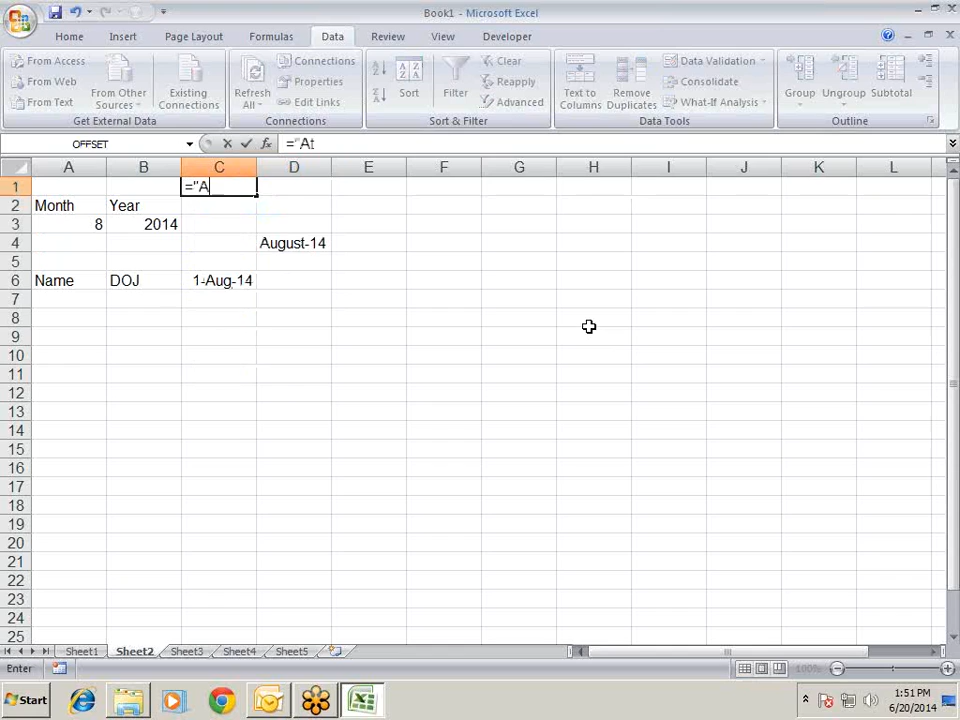 Book1 - Microsoft Excel
Home Insert Page Layout Formulas Data Review View Developer
From Access
From Web
From Text
From Other Sources
Existing Connections
Get External Data
Refresh All
Connections
Properties
Edit Links
Connections
Sort
Filter
Clear
Reapply
Advanced
Sort & Filter
Text to Columns
Remove Duplicates
Data Validation
Consolidate
What-If Analysis
Data Tools
Group
Ungroup
Subtotal
Outline
OFFSET fx ="At
A B C D E F G H I J K L
1 ="A
2 Month Year
3 8 2014
4 August-14
5
6 Name DOJ 1-Aug-14
7
8
9
10
11
12
13
14
15
16
17
18
19
20
21
22
23
24
25
Sheet1 Sheet2 Sheet3 Sheet4 Sheet5
Enter 100%
Start 1:51 PM
6/20/2014